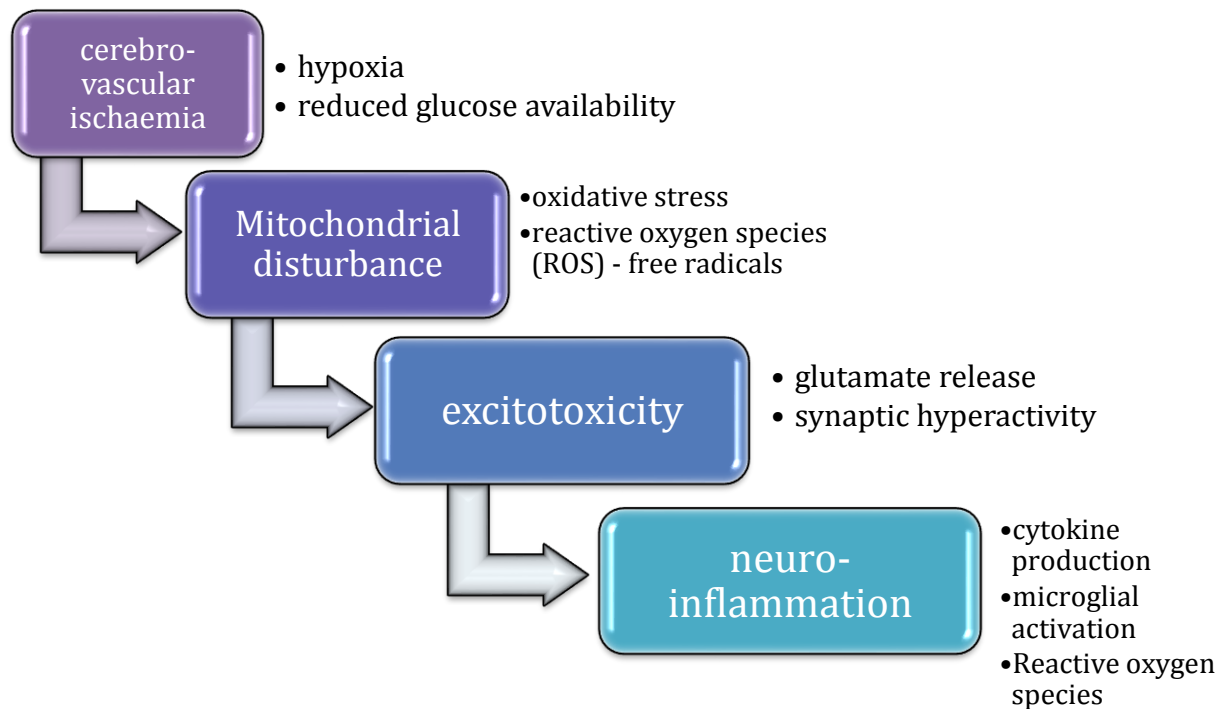 cerebro-
vascular
ischaemia
• hypoxia
• reduced glucose availability
Mitochondrial
disturbance
•oxidative stress
•reactive oxygen species
(ROS) - free radicals
excitotoxicity
• glutamate release
• synaptic hyperactivity
neuro-
inflammation
•cytokine
production
•microglial
activation
•Reactive oxygen
species